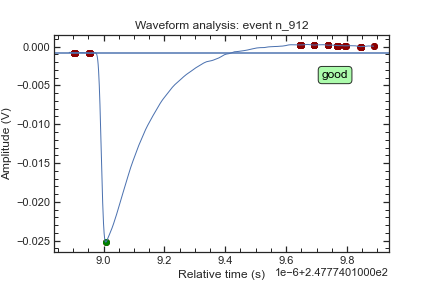 Waveform analysis: event n_912
Amplitude (V)
0.000
−0.005
−0.010
−0.015
−0.020
−0.025
good
9.0 9.2 9.4 9.6 9.8
1e−6+2.4777401000e2
Relative time (s)